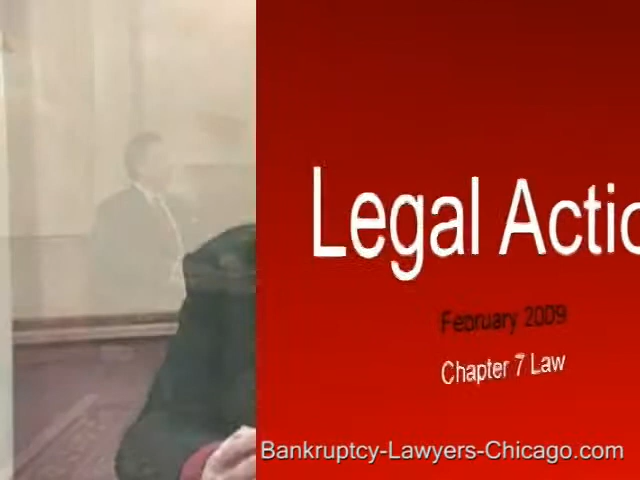 Legal Actio
February 2009
Chapter 7 Law
Bankruptcy-Lawyers-Chicago.com